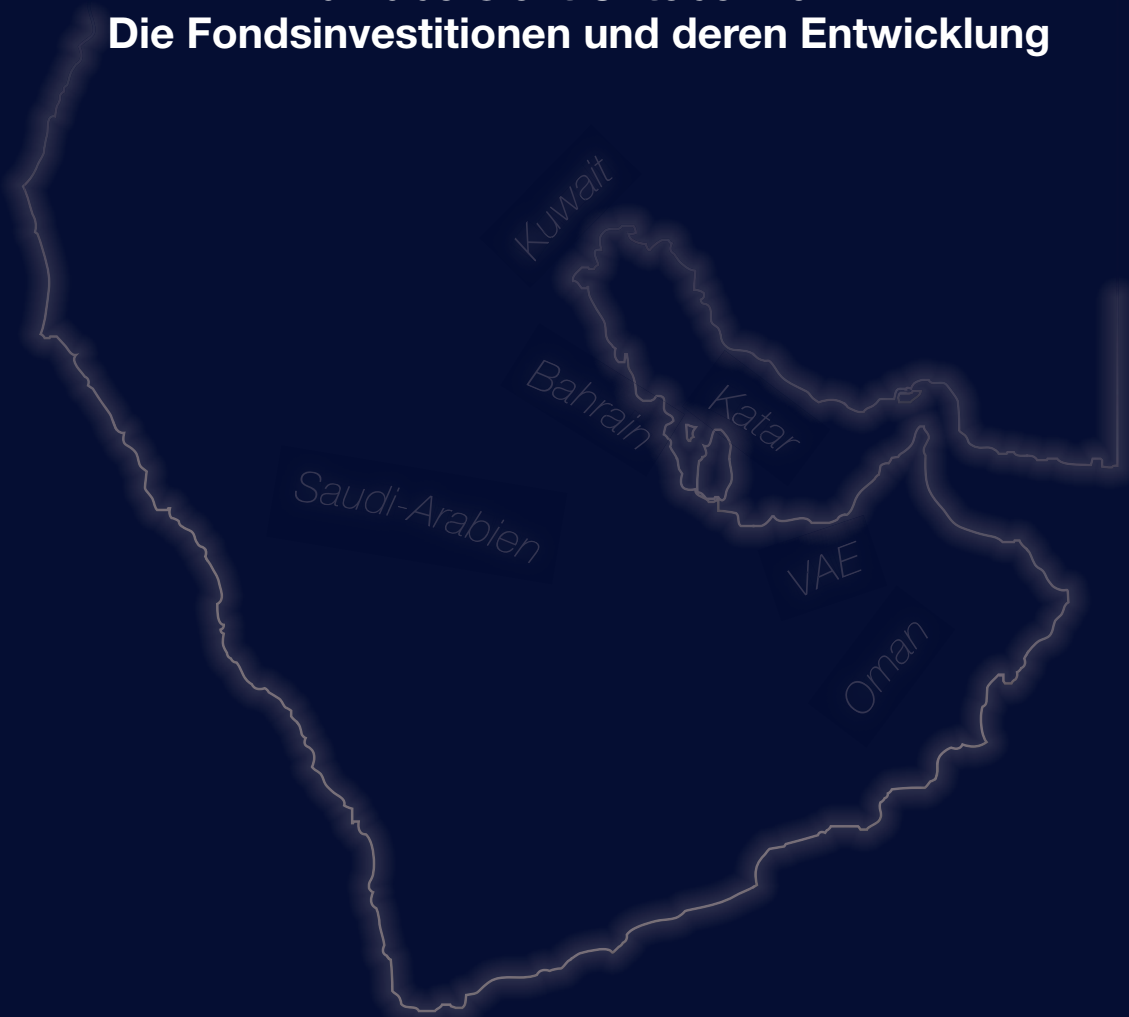 Die Fondsinvestitionen und deren Entwicklung
Kuwait
Bahrain
Katar
Saudi-Arabien
VAE
Oman